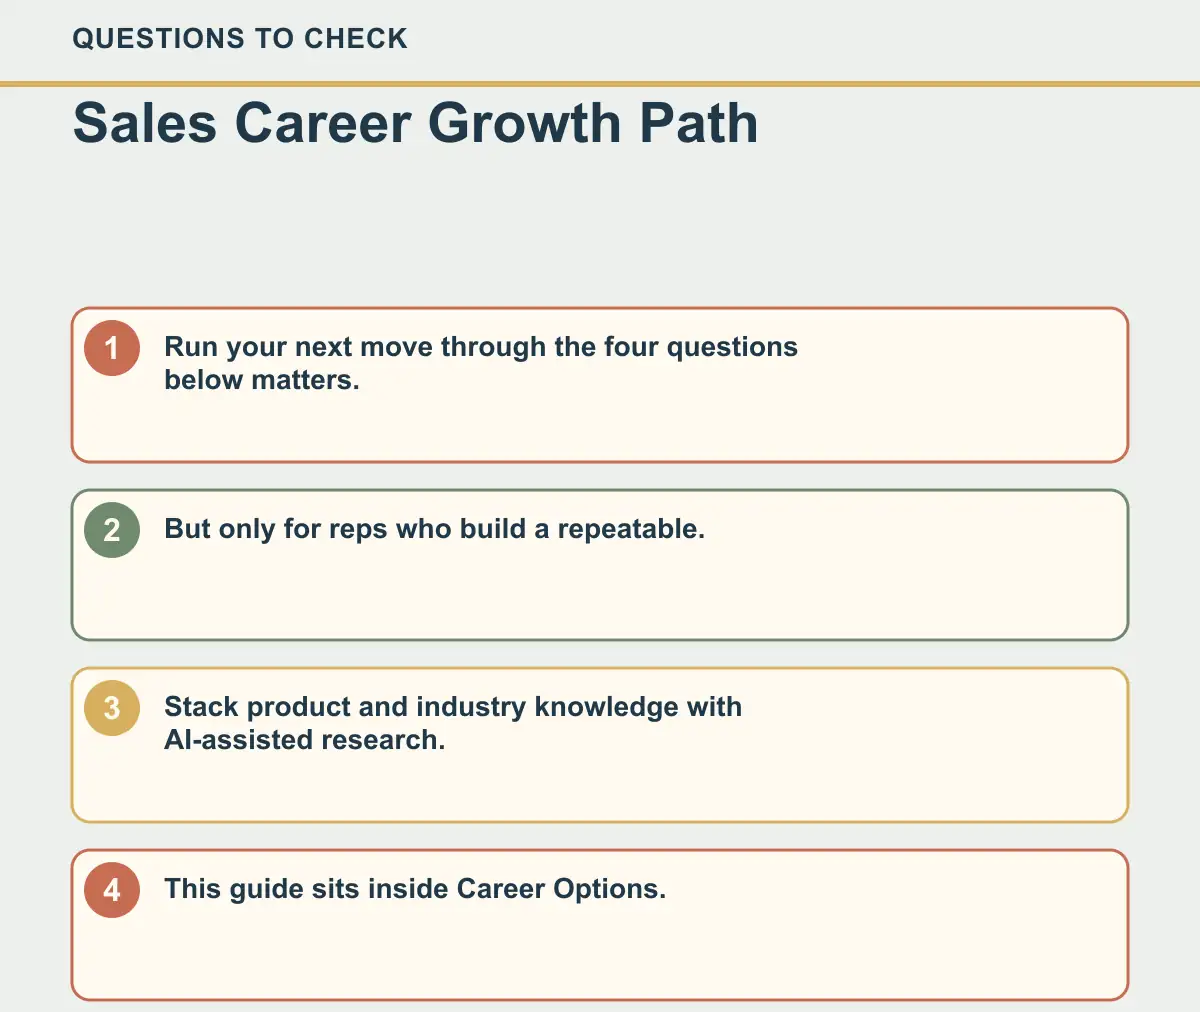 QUESTIONS TO CHECK
Sales Career Growth Path
1
Run your next move through the four questions
below matters.
2
But only for reps who build a repeatable.
3
Stack product and industry knowledge with
AI-assisted research.
4
This guide sits inside Career Options.